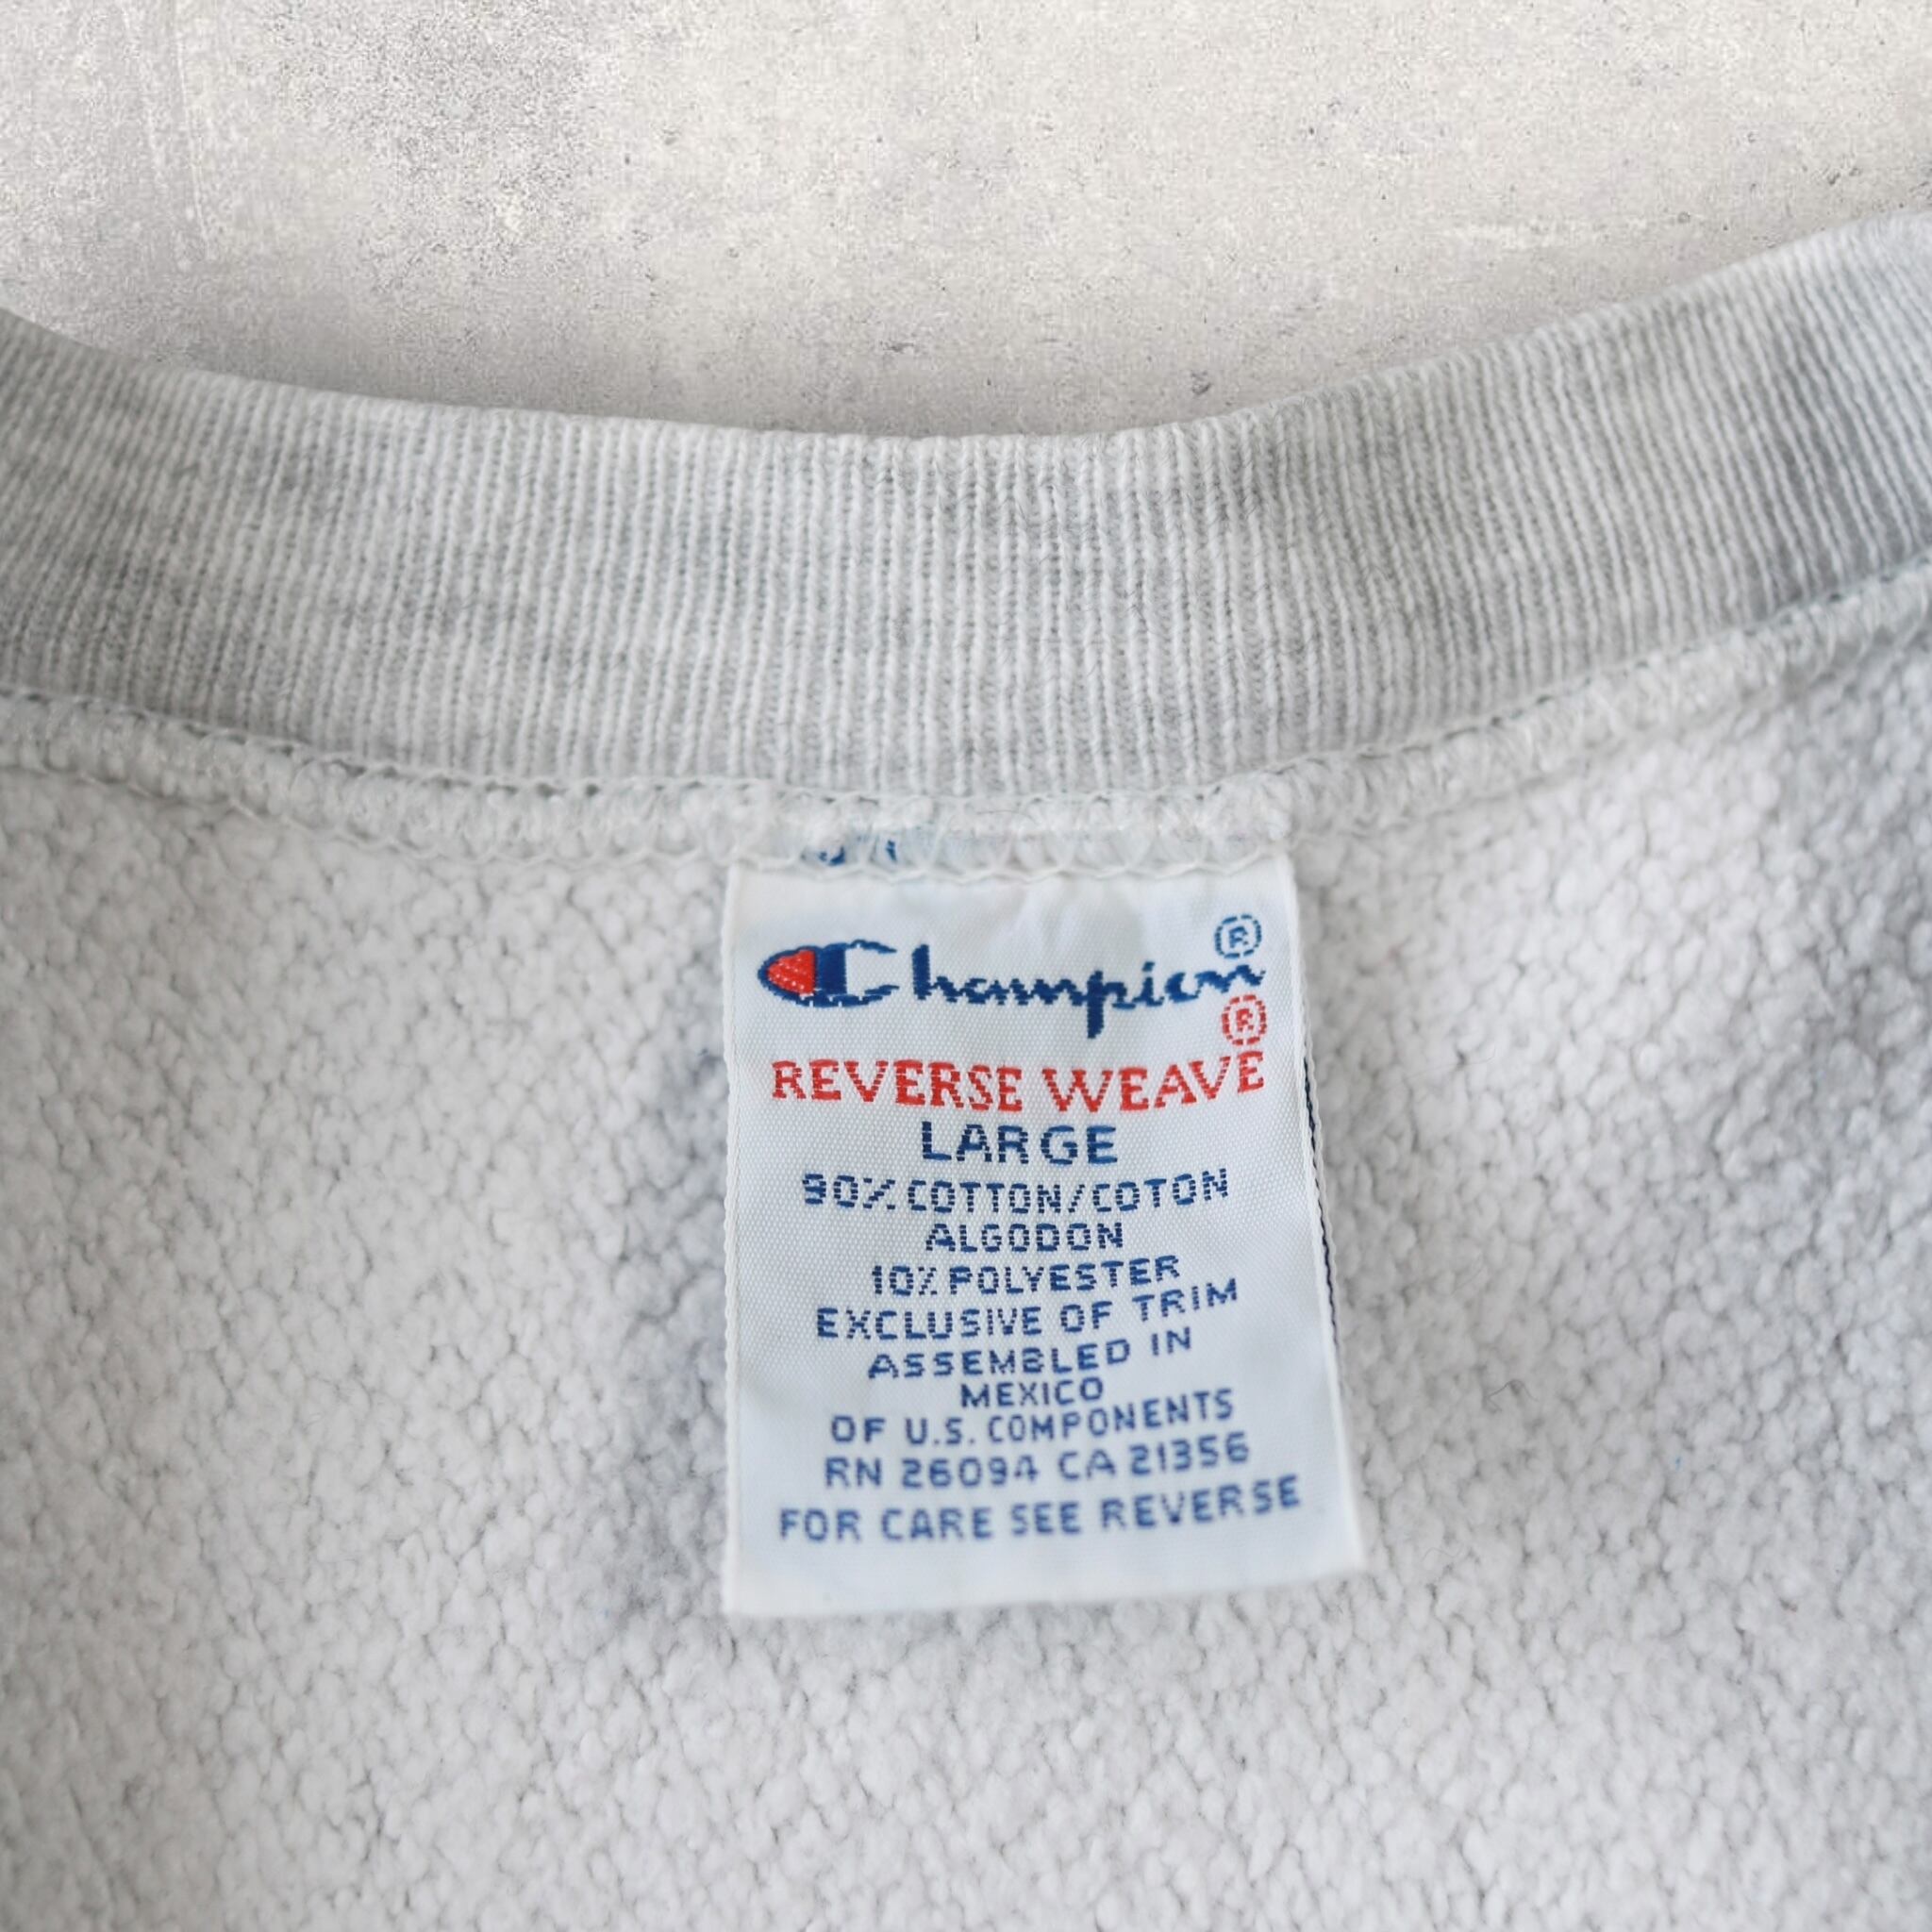 Champion®
REVERSE WEAVE®
LARGE
90% COTTON/COTON
ALGODON
10% POLYESTER
EXCLUSIVE OF TRIM
ASSEMBLED IN
MEXICO
OF U.S. COMPONENTS
RN 26094 CA 21356
FOR CARE SEE REVERSE